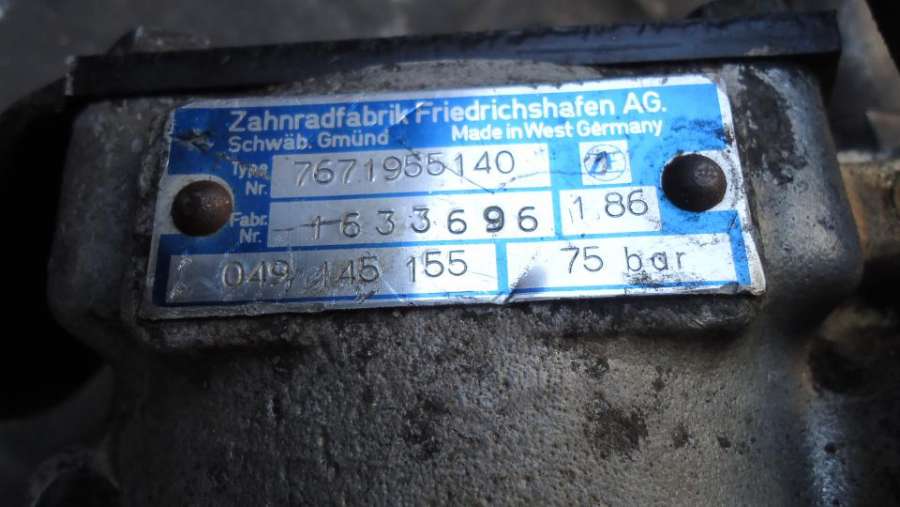 Zahnradfabrik Friedrichshafen AG.
Schwäb. Gmünd Made in West Germany
Type Nr. 7671955140
Fabr. Nr. 1633696 1 86
049 145 155 75 bar